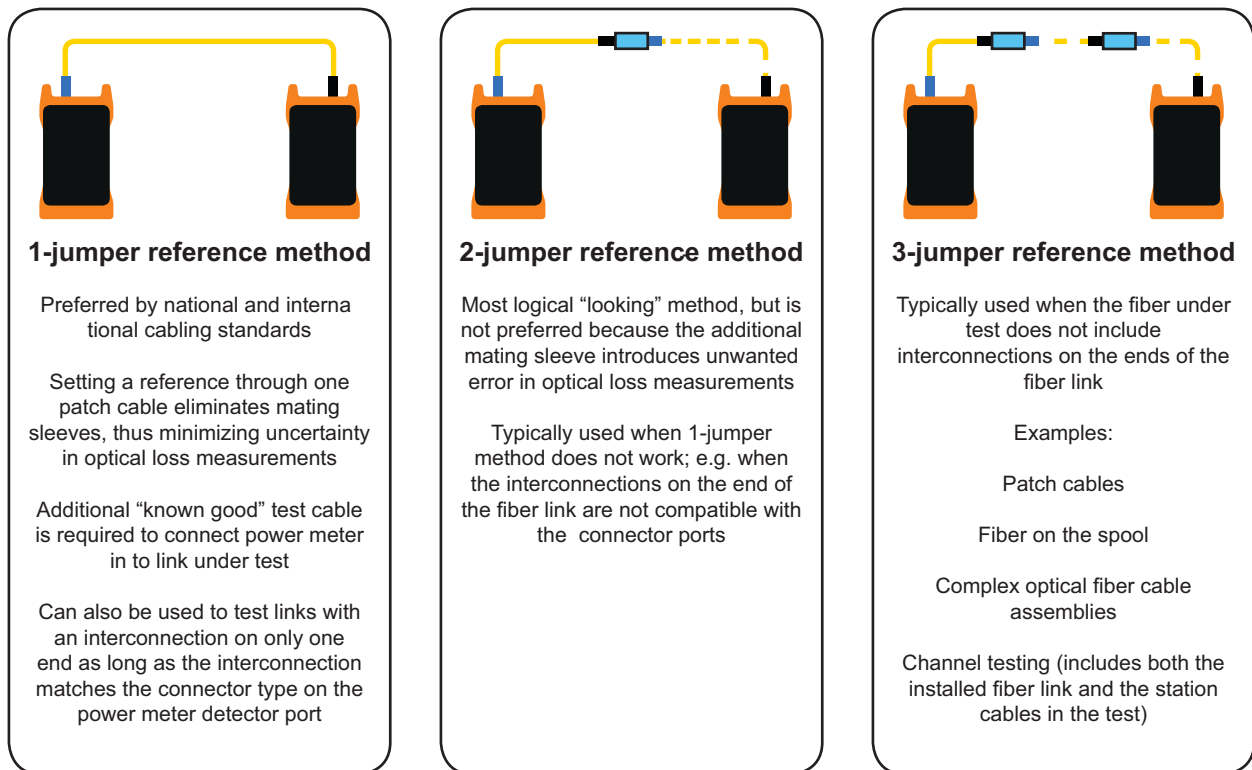 1-jumper reference method
Preferred by national and interna
tional cabling standards
Setting a reference through one
patch cable eliminates mating
sleeves, thus minimizing uncertainty
in optical loss measurements
Additional “known good” test cable
is required to connect power meter
in to link under test
Can also be used to test links with
an interconnection on only one
end as long as the interconnection
matches the connector type on the
power meter detector port
2-jumper reference method
Most logical “looking” method, but is
not preferred because the additional
mating sleeve introduces unwanted
error in optical loss measurements
Typically used when 1-jumper
method does not work; e.g. when
the interconnections on the end of
the fiber link are not compatible with
the connector ports
3-jumper reference method
Typically used when the fiber under
test does not include
interconnections on the ends of the
fiber link
Examples:
Patch cables
Fiber on the spool
Complex optical fiber cable
assemblies
Channel testing (includes both the
installed fiber link and the station
cables in the test)